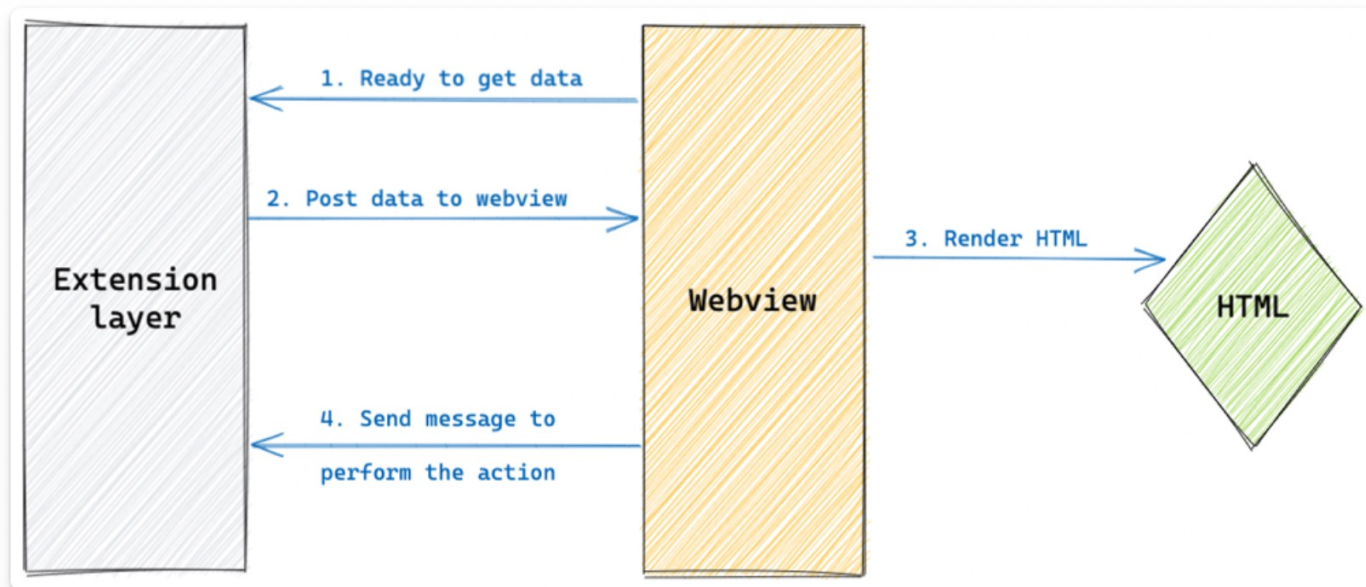 1. Ready to get data
2. Post data to webview
3. Render HTML
Extension
layer
Webview
HTML
4. Send message to
perform the action